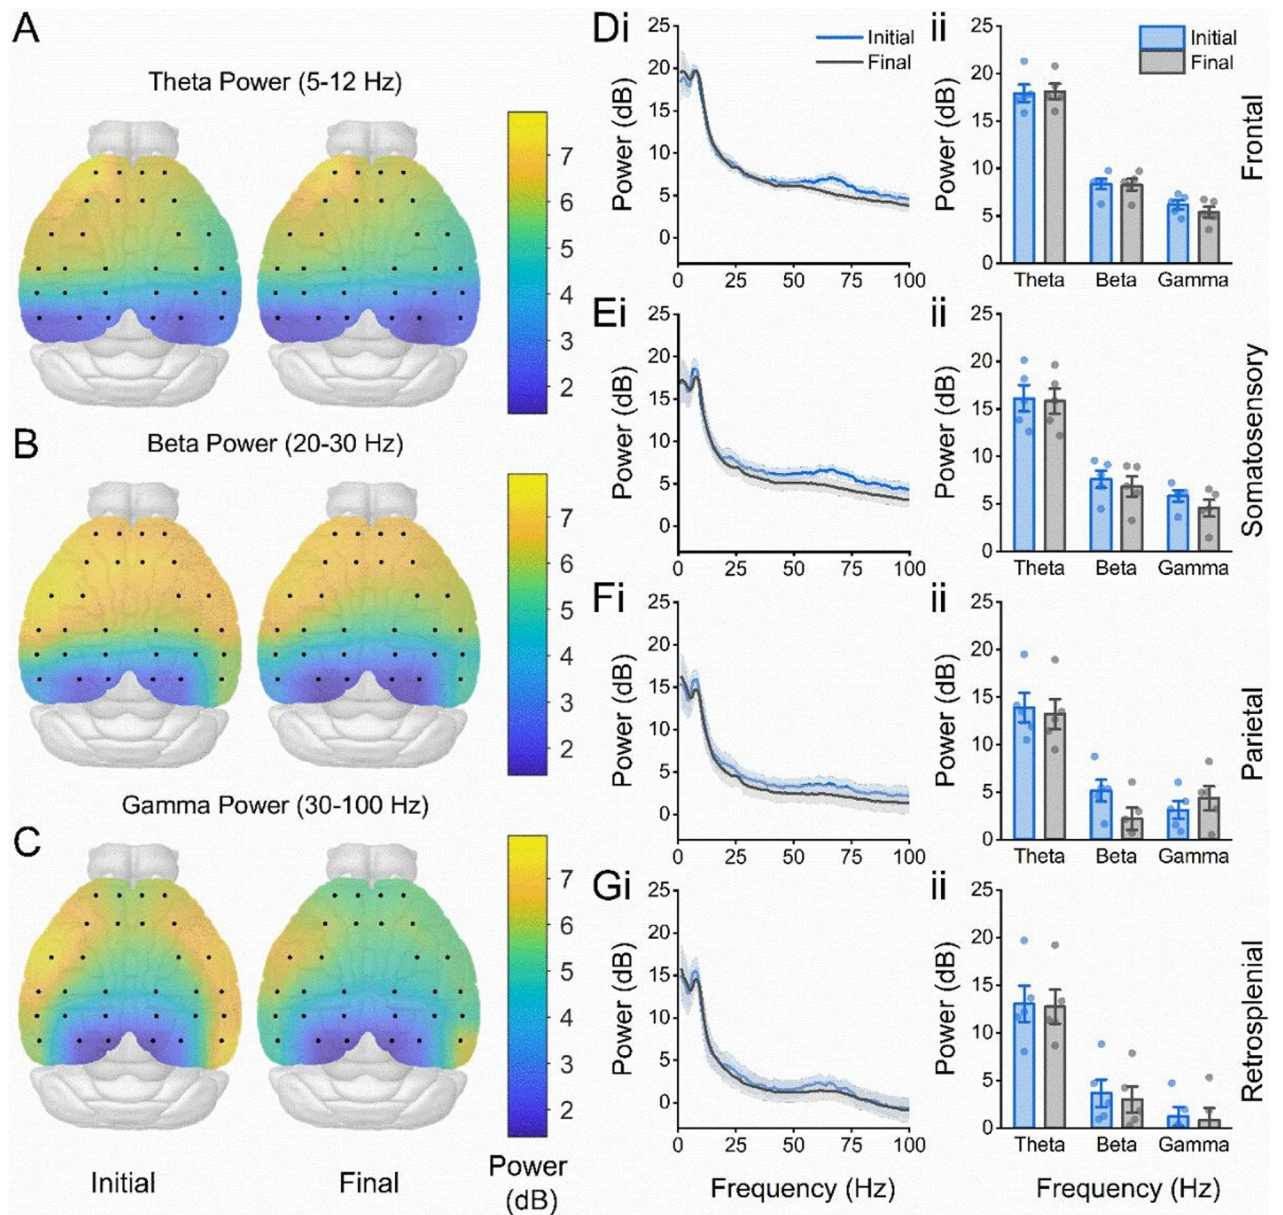 A
Theta Power (5-12 Hz)
7
6
5
4
3
2
B
Beta Power (20-30 Hz)
7
6
5
4
3
2
Gamma Power (30-100 Hz)
C
7
6
5
4
3
2
Initial
Final
Power
(dB)
Di
Initial
Final
Power (dB)
25
20
15
10
5
0
0 25 50 75 100
ii
Initial
Final
Power (dB)
25
20
15
10
5
0
Theta Beta Gamma
Frontal
Ei
Power (dB)
25
20
15
10
5
0
0 25 50 75 100
ii
Power (dB)
25
20
15
10
5
0
Theta Beta Gamma
Somatosensory
Fi
Power (dB)
25
20
15
10
5
0
0 25 50 75 100
ii
Power (dB)
25
20
15
10
5
0
Theta Beta Gamma
Parietal
Gi
Power (dB)
25
20
15
10
5
0
0 25 50 75 100
Frequency (Hz)
ii
Power (dB)
25
20
15
10
5
0
Theta Beta Gamma
Frequency (Hz)
Retrosplenial